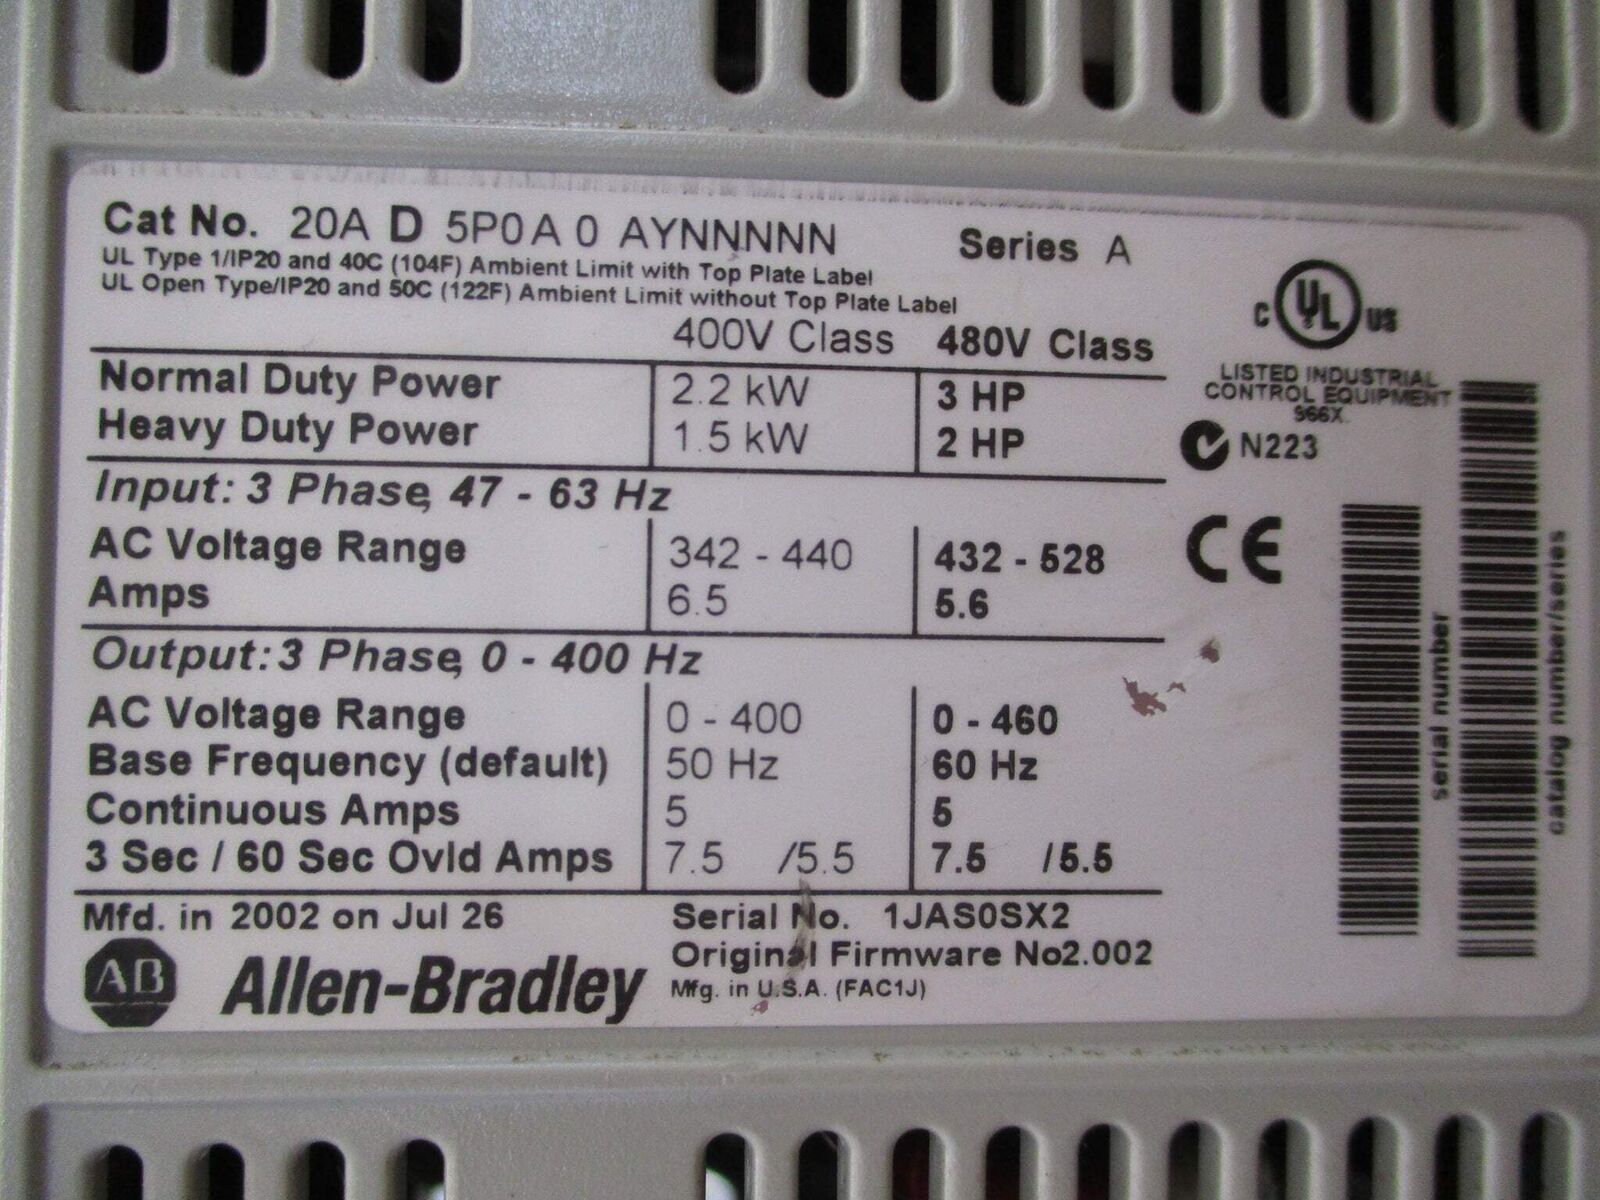 Cat No. 20A D 5P0 A 0 AYNNNNN Series A
UL Type 1/IP20 and 40C (104F) Ambient Limit with Top Plate Label
UL Open Type/IP20 and 50C (122F) Ambient Limit without Top Plate Label
400V Class 480V Class
Normal Duty Power 2.2 kW 3 HP
Heavy Duty Power 1.5 kW 2 HP
Input: 3 Phase, 47 - 63 Hz
AC Voltage Range 342 - 440 432 - 528
Amps 6.5 5.6
Output: 3 Phase, 0 - 400 Hz
AC Voltage Range 0 - 400 0 - 460
Base Frequency (default) 50 Hz 60 Hz
Continuous Amps 5 5
3 Sec / 60 Sec Ovld Amps 7.5 /5.5 7.5 /5.5
Mfd. in 2002 on Jul 26 Serial No. 1JAS0SX2
Original Firmware No2.002
AB Allen-Bradley Mfg. in U.S.A. (FAC1J)
C UL US
LISTED INDUSTRIAL
CONTROL EQUIPMENT
966X
N223
CE
serial number
catalog number/series